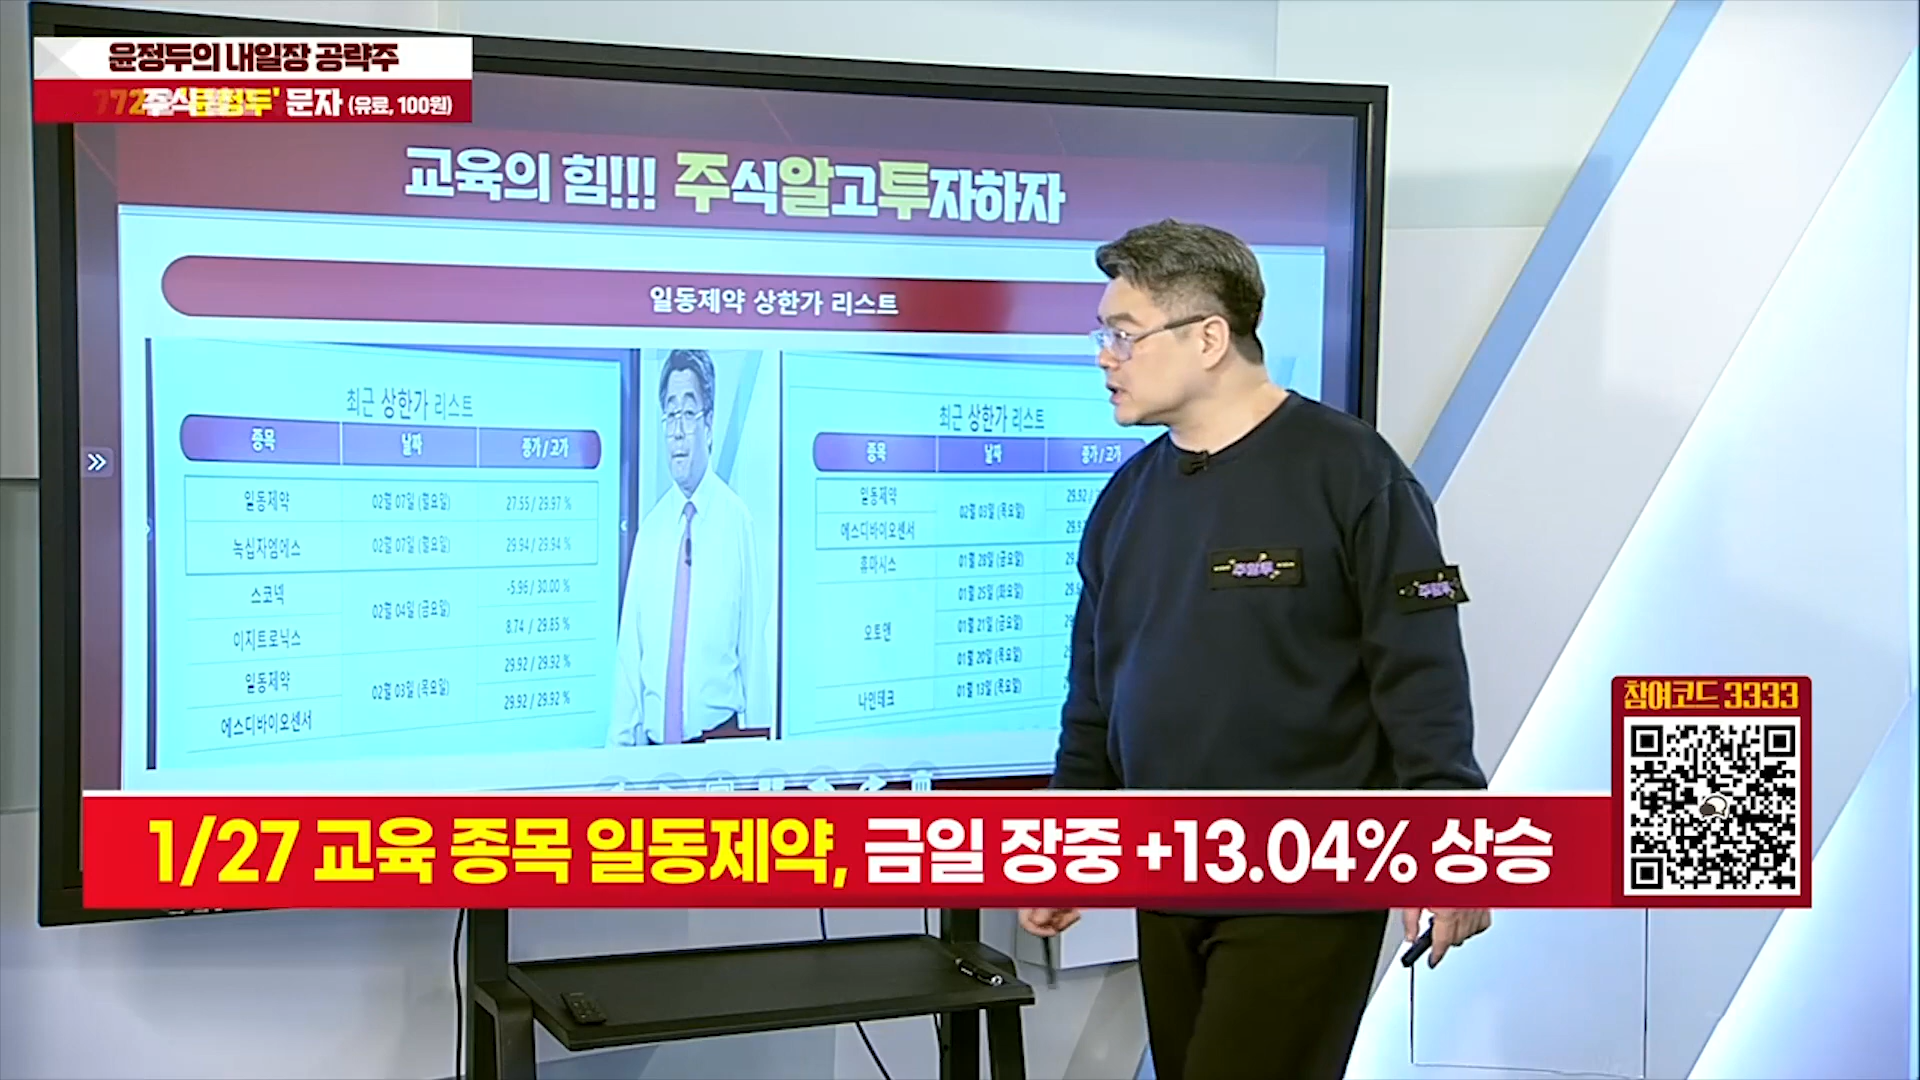 윤정두의 내일장 공략주
문자 (유료, 100원)
교육의 힘!!! 주식알고투자하자
일동제약 상한가 리스트
최근 상한가 리스트
종목 날짜 종가/고가
일동제약 02월 07일 (월요일) 27.55 / 29.97 %
녹십자엠에스 02월 07일 (월요일) 29.94 / 29.94 %
스코넥 -5.96 / 30.00 %
02월 04일 (금요일)
이지트로닉스 8.74 / 29.85 %
일동제약 29.92 / 29.92 %
02월 03일 (목요일)
에스디바이오센서 29.92 / 29.92 %
최근 상한가 리스트
종목 날짜 종가/고가
일동제약 29.92 /
02월 03일 (목요일)
에스디바이오센서
휴마시스 01월 28일 (금요일) 29.
01월 25일 (화요일)
오토앤 01월 21일 (금요일)
01월 20일 (목요일)
나인테크 01월 13일 (목요일)
주알투
주알투
참여코드 3333
1/27 교육 종목 일동제약, 금일 장중 +13.04% 상승